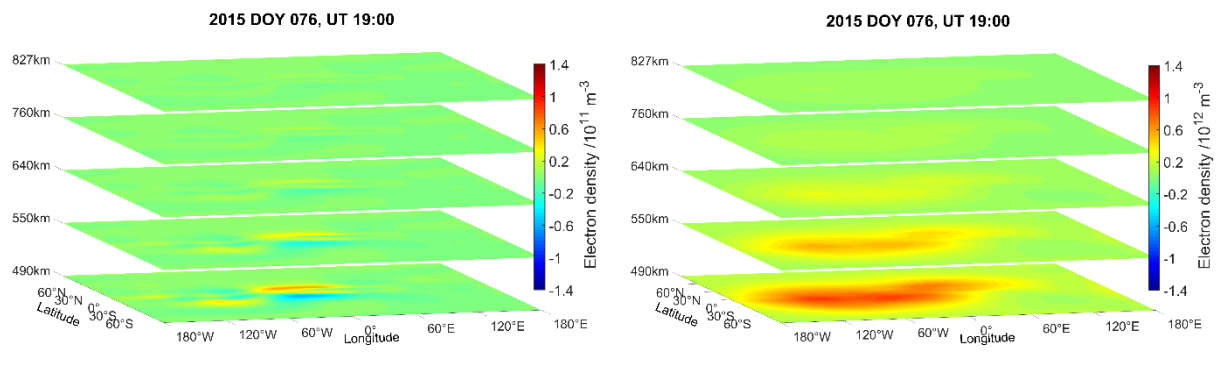 2015 DOY 076, UT 19:00
827km
760km
640km
550km
490km
60°N
30°N
0°
30°S
60°S
Latitude
180°W
120°W
60°W
0°
60°E
120°E
180°E
Longitude
1.4
1
0.6
0.2
-0.2
-0.6
-1
-1.4
Electron density /10^11 m^-3
2015 DOY 076, UT 19:00
827km
760km
640km
550km
490km
60°N
30°N
0°
30°S
60°S
Latitude
180°W
120°W
60°W
0°
60°E
120°E
180°E
Longitude
1.4
1
0.6
0.2
-0.2
-0.6
-1
-1.4
Electron density /10^12 m^-3